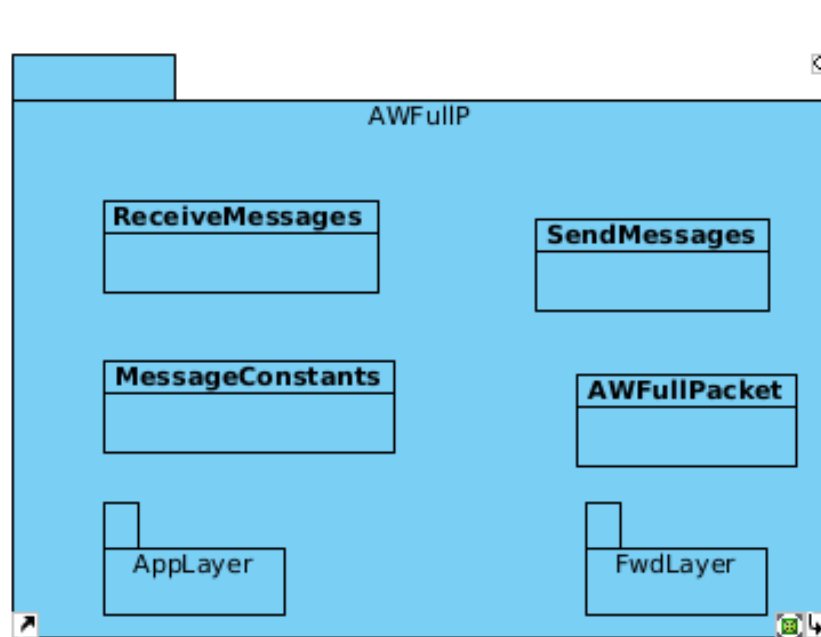 AWFullP
ReceiveMessages
SendMessages
MessageConstants
AWFullPacket
AppLayer
FwdLayer